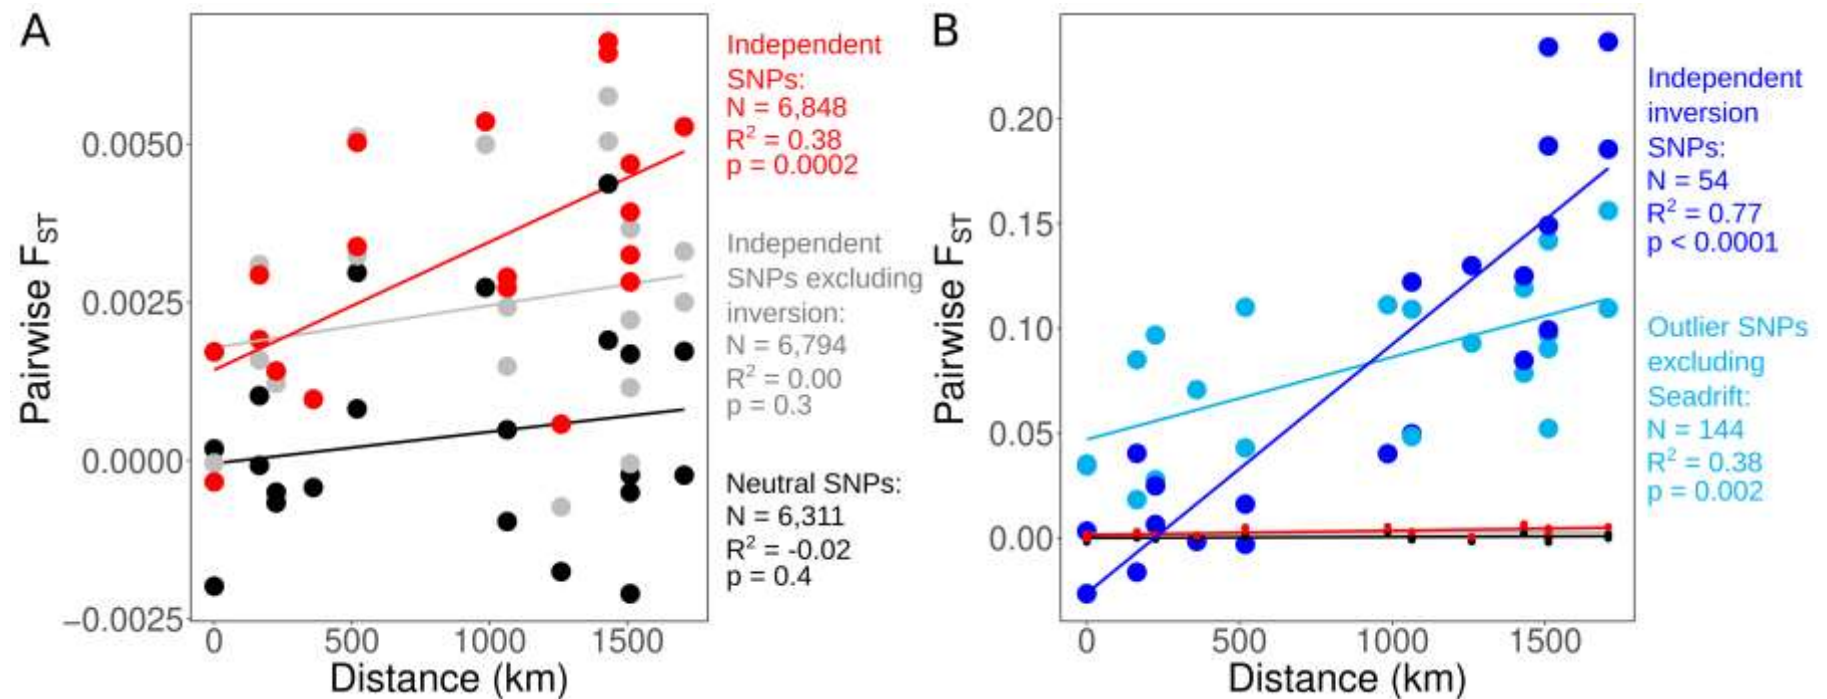 A
Pairwise F_ST
0.0050
0.0025
0.0000
−0.0025
0
500
1000
1500
Distance (km)
Independent
SNPs:
N = 6,848
R² = 0.38
p = 0.0002
Independent
SNPs excluding
inversion:
N = 6,794
R² = 0.00
p = 0.3
Neutral SNPs:
N = 6,311
R² = -0.02
p = 0.4
B
Pairwise F_ST
0.20
0.15
0.10
0.05
0.00
0
500
1000
1500
Distance (km)
Independent
inversion
SNPs:
N = 54
R² = 0.77
p < 0.0001
Outlier SNPs
excluding
Seadrift:
N = 144
R² = 0.38
p = 0.002